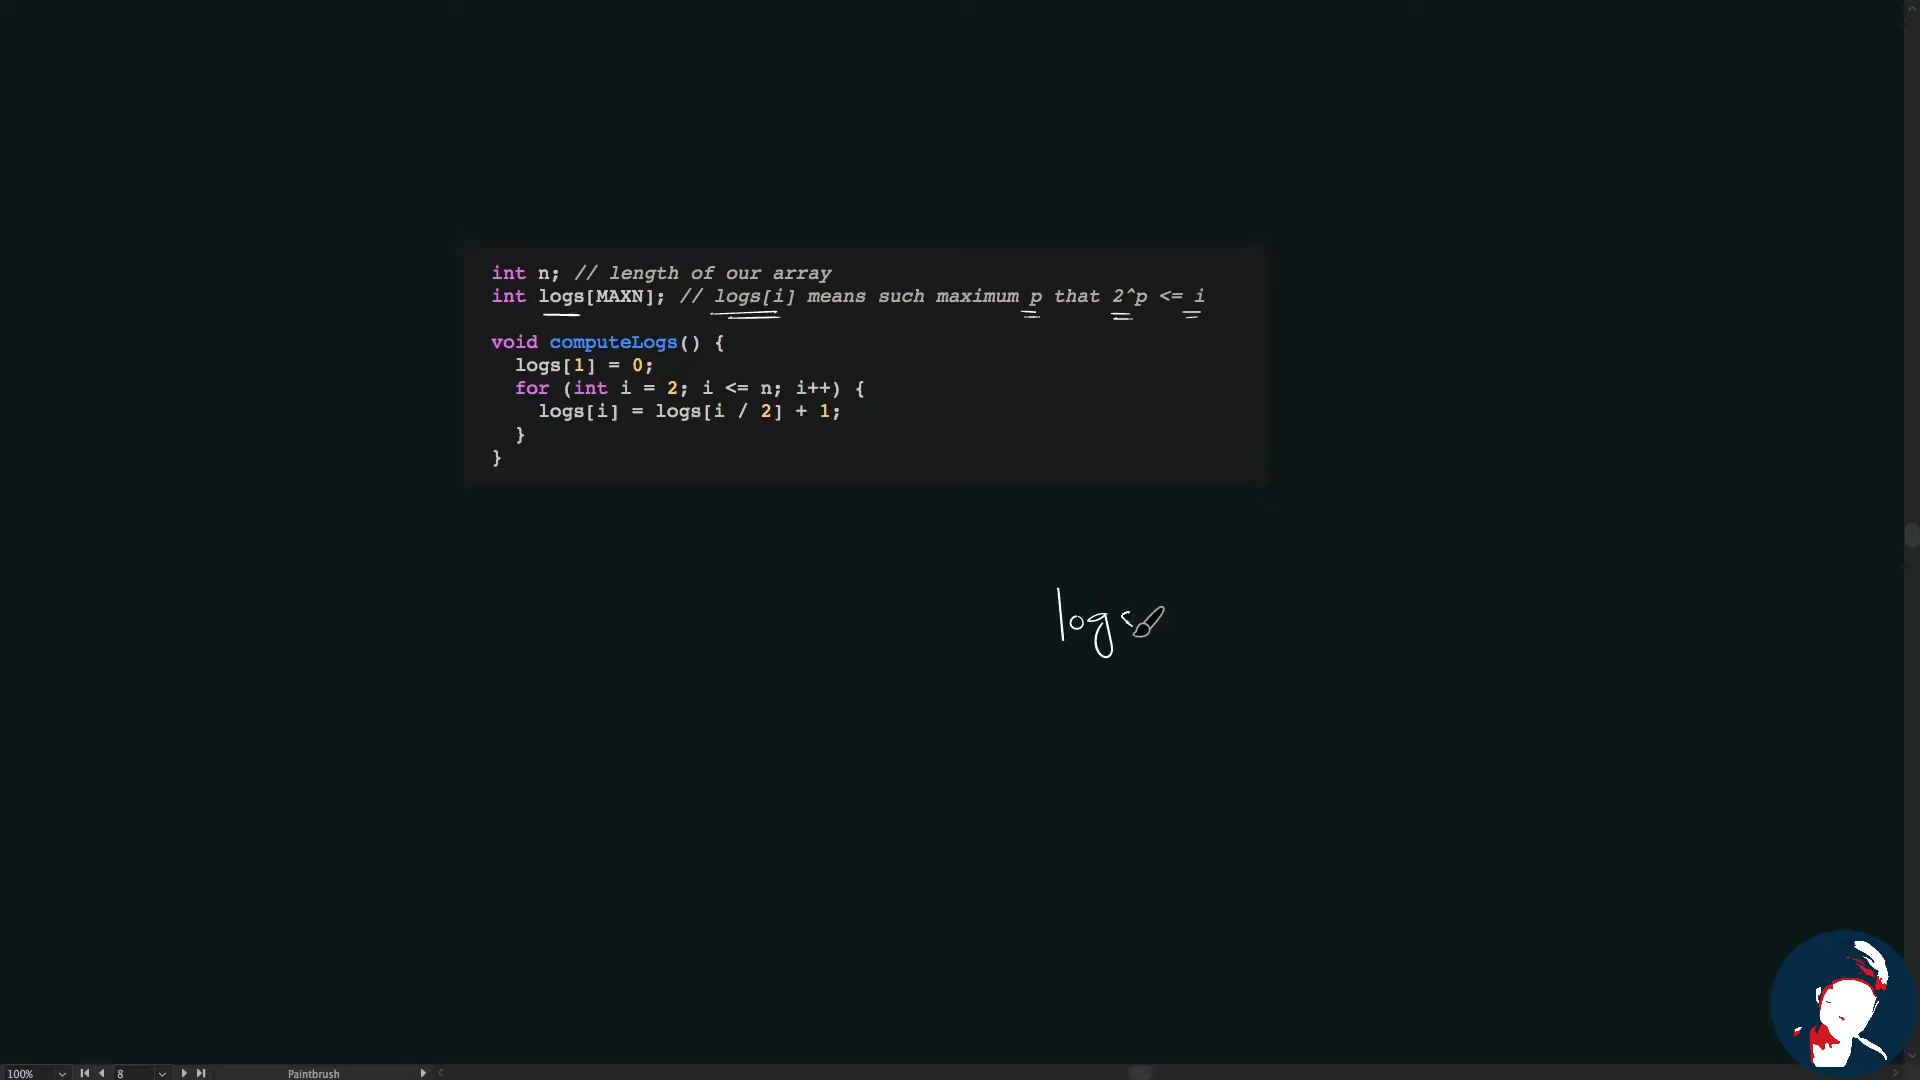 int n; // length of our array
int logs[MAXN]; // logs[i] means such maximum p that 2^p <= i
void computeLogs() {
logs[1] = 0;
for (int i = 2; i <= n; i++) {
logs[i] = logs[i / 2] + 1;
}
}
logs
100%
8
Paintbrush